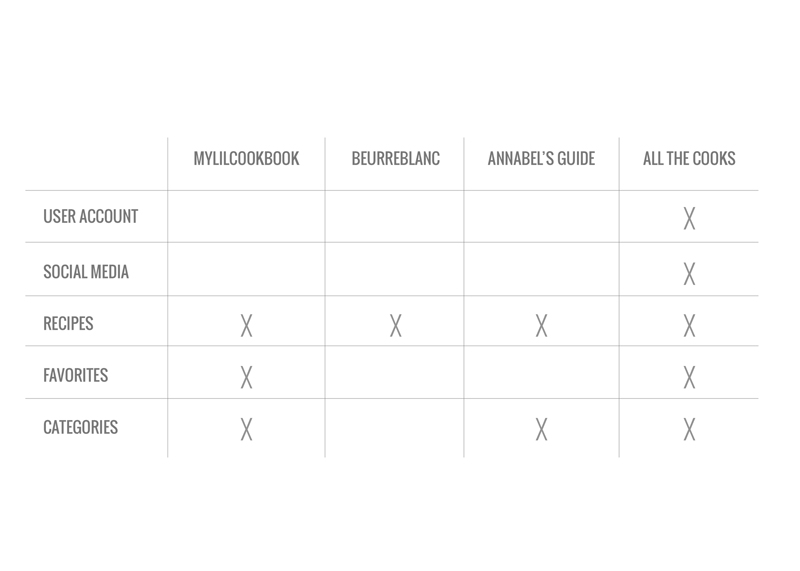 MYLILCOOKBOOK BEURREBLANC ANNABEL'S GUIDE ALL THE COOKS
USER ACCOUNT X
SOCIAL MEDIA X
RECIPES X X X X
FAVORITES X X
CATEGORIES X X X